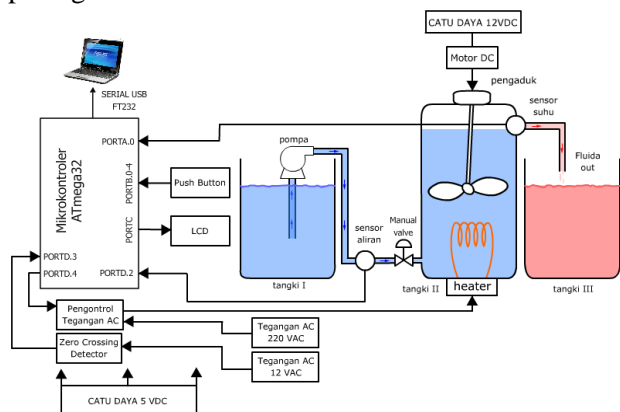 CATU DAYA 12VDC
Motor DC
pengaduk
sensor
suhu
SERIAL USB
FT232
Mikrokontroler
ATmega32
PORTA.0
PORTB.0-4
PORTC
PORTD.3
PORTD.4
PORTD.2
Push Button
LCD
pompa
sensor
aliran
Manual
valve
Fluida
out
tangki I
tangki II
heater
tangki III
Pengontrol
Tegangan AC
Zero Crossing
Detector
Tegangan AC
220 VAC
Tegangan AC
12 VAC
CATU DAYA 5 VDC